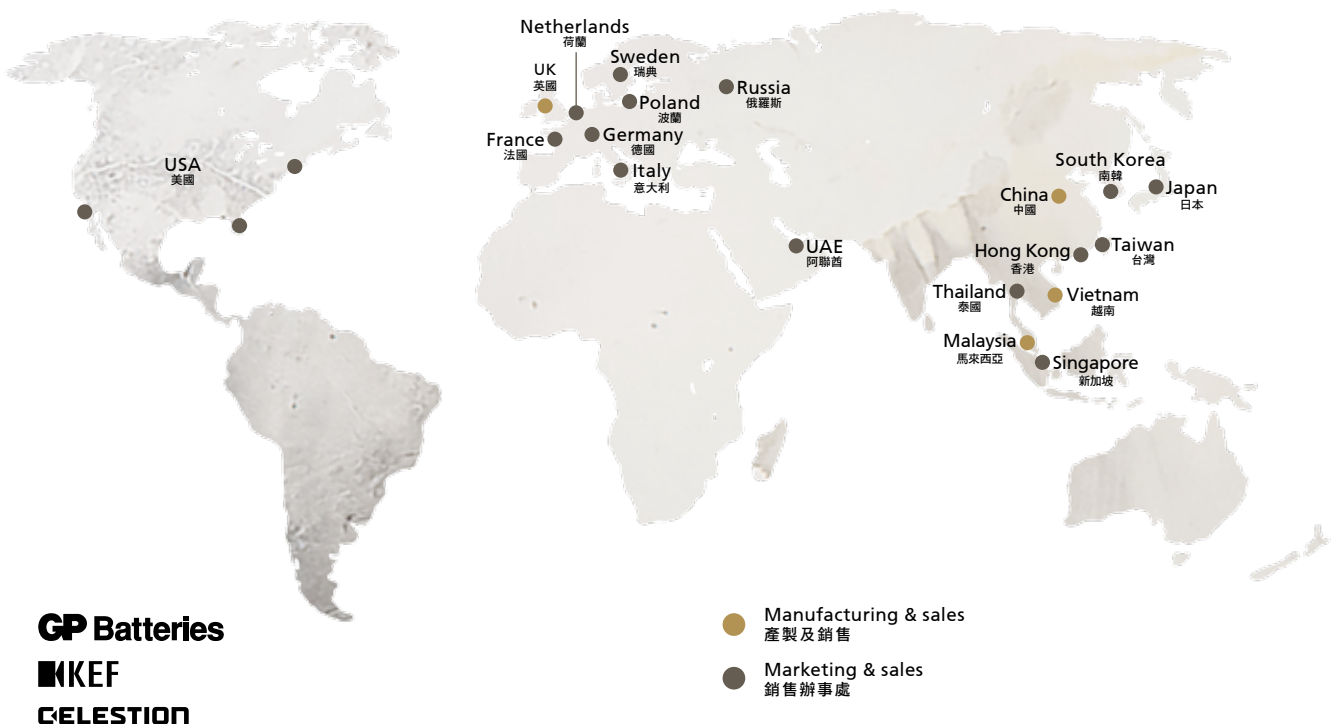 Netherlands
荷蘭
Sweden
瑞典
UK
英國
Russia
俄羅斯
Poland
波蘭
France
法國
Germany
德國
Italy
意大利
USA
美國
South Korea
南韓
China
中國
Japan
日本
UAE
阿聯酋
Hong Kong
香港
Taiwan
台灣
Thailand
泰國
Vietnam
越南
Malaysia
馬來西亞
Singapore
新加坡
GP Batteries
KEF
CELESTION
Manufacturing & sales
產製及銷售
Marketing & sales
銷售辦事處